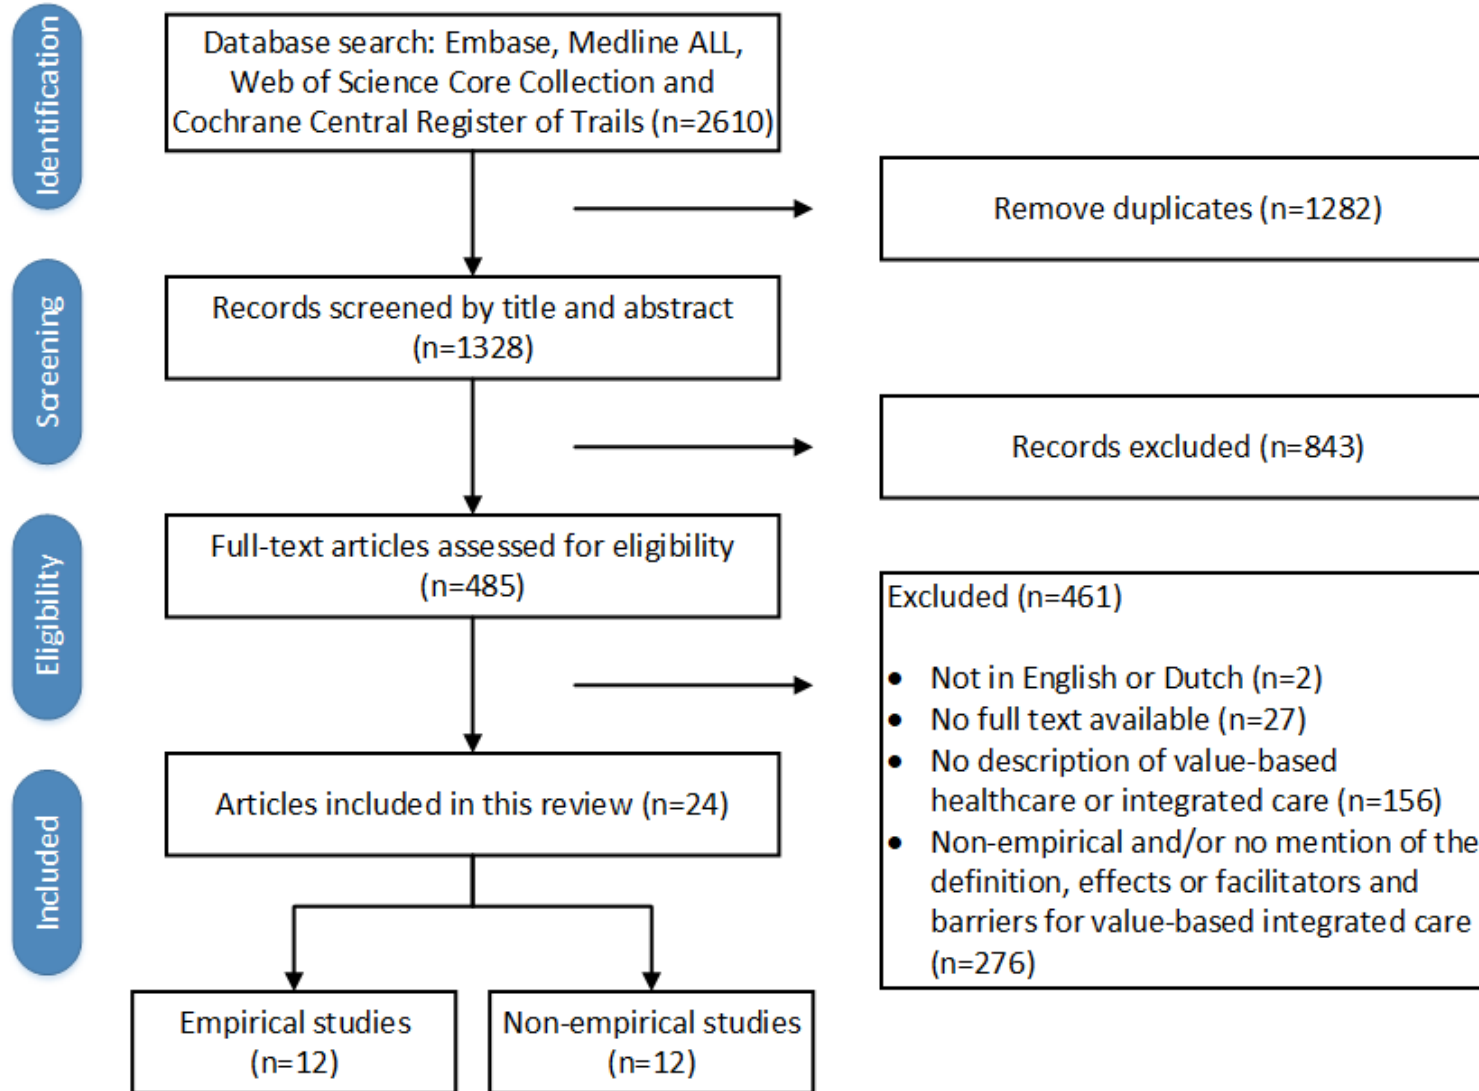 Identification
Database search: Embase, Medline ALL,
Web of Science Core Collection and
Cochrane Central Register of Trails (n=2610)
Remove duplicates (n=1282)
Screening
Records screened by title and abstract
(n=1328)
Records excluded (n=843)
Eligibility
Full-text articles assessed for eligibility
(n=485)
Excluded (n=461)
• Not in English or Dutch (n=2)
• No full text available (n=27)
• No description of value-based
healthcare or integrated care (n=156)
• Non-empirical and/or no mention of the
definition, effects or facilitators and
barriers for value-based integrated care
(n=276)
Included
Articles included in this review (n=24)
Empirical studies
(n=12)
Non-empirical studies
(n=12)